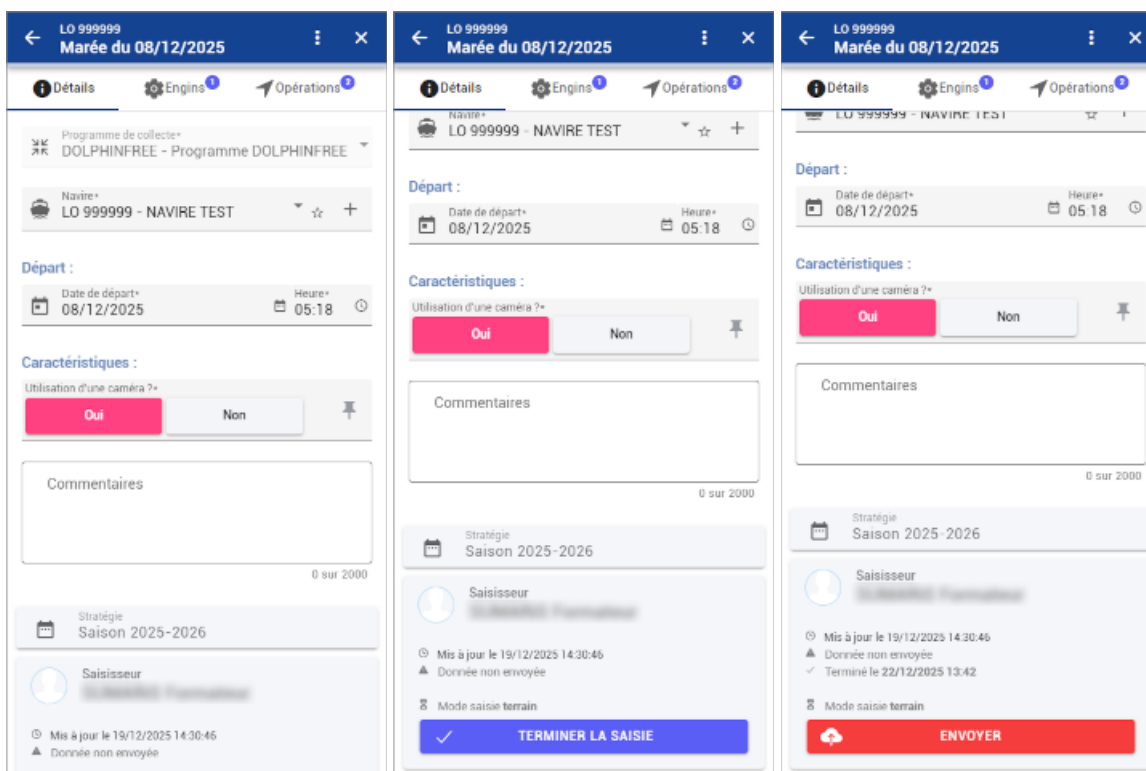 LO 999999
Marée du 08/12/2025
Détails
Engins 1
Opérations 2
Programme de collecte*
DOLPHINFREE - Programme DOLPHINFREE
Navire*
LO 999999 - NAVIRE TEST
Départ :
Date de départ*
Heure*
08/12/2025
05:18
Caractéristiques :
Utilisation d'une caméra ?*
Oui
Non
Commentaires
0 sur 2000
Stratégie
Saison 2025-2026
Saisisseur
Mis à jour le 19/12/2025 14:30:46
Donnée non envoyée
LO 999999
Marée du 08/12/2025
Détails
Engins 1
Opérations 2
Navire*
LO 999999 - NAVIRE TEST
Départ :
Date de départ*
Heure*
08/12/2025
05:18
Caractéristiques :
Utilisation d'une caméra ?*
Oui
Non
Commentaires
0 sur 2000
Stratégie
Saison 2025-2026
Saisisseur
Mis à jour le 19/12/2025 14:30:46
Donnée non envoyée
Mode saisie terrain
TERMINER LA SAISIE
LO 999999
Marée du 08/12/2025
Détails
Engins 1
Opérations 2
LO 999999 - NAVIRE TEST
Départ :
Date de départ*
Heure*
08/12/2025
05:18
Caractéristiques :
Utilisation d'une caméra ?*
Oui
Non
Commentaires
0 sur 2000
Stratégie
Saison 2025-2026
Saisisseur
Mis à jour le 19/12/2025 14:30:46
Donnée non envoyée
Terminé le 22/12/2025 13:42
Mode saisie terrain
ENVOYER